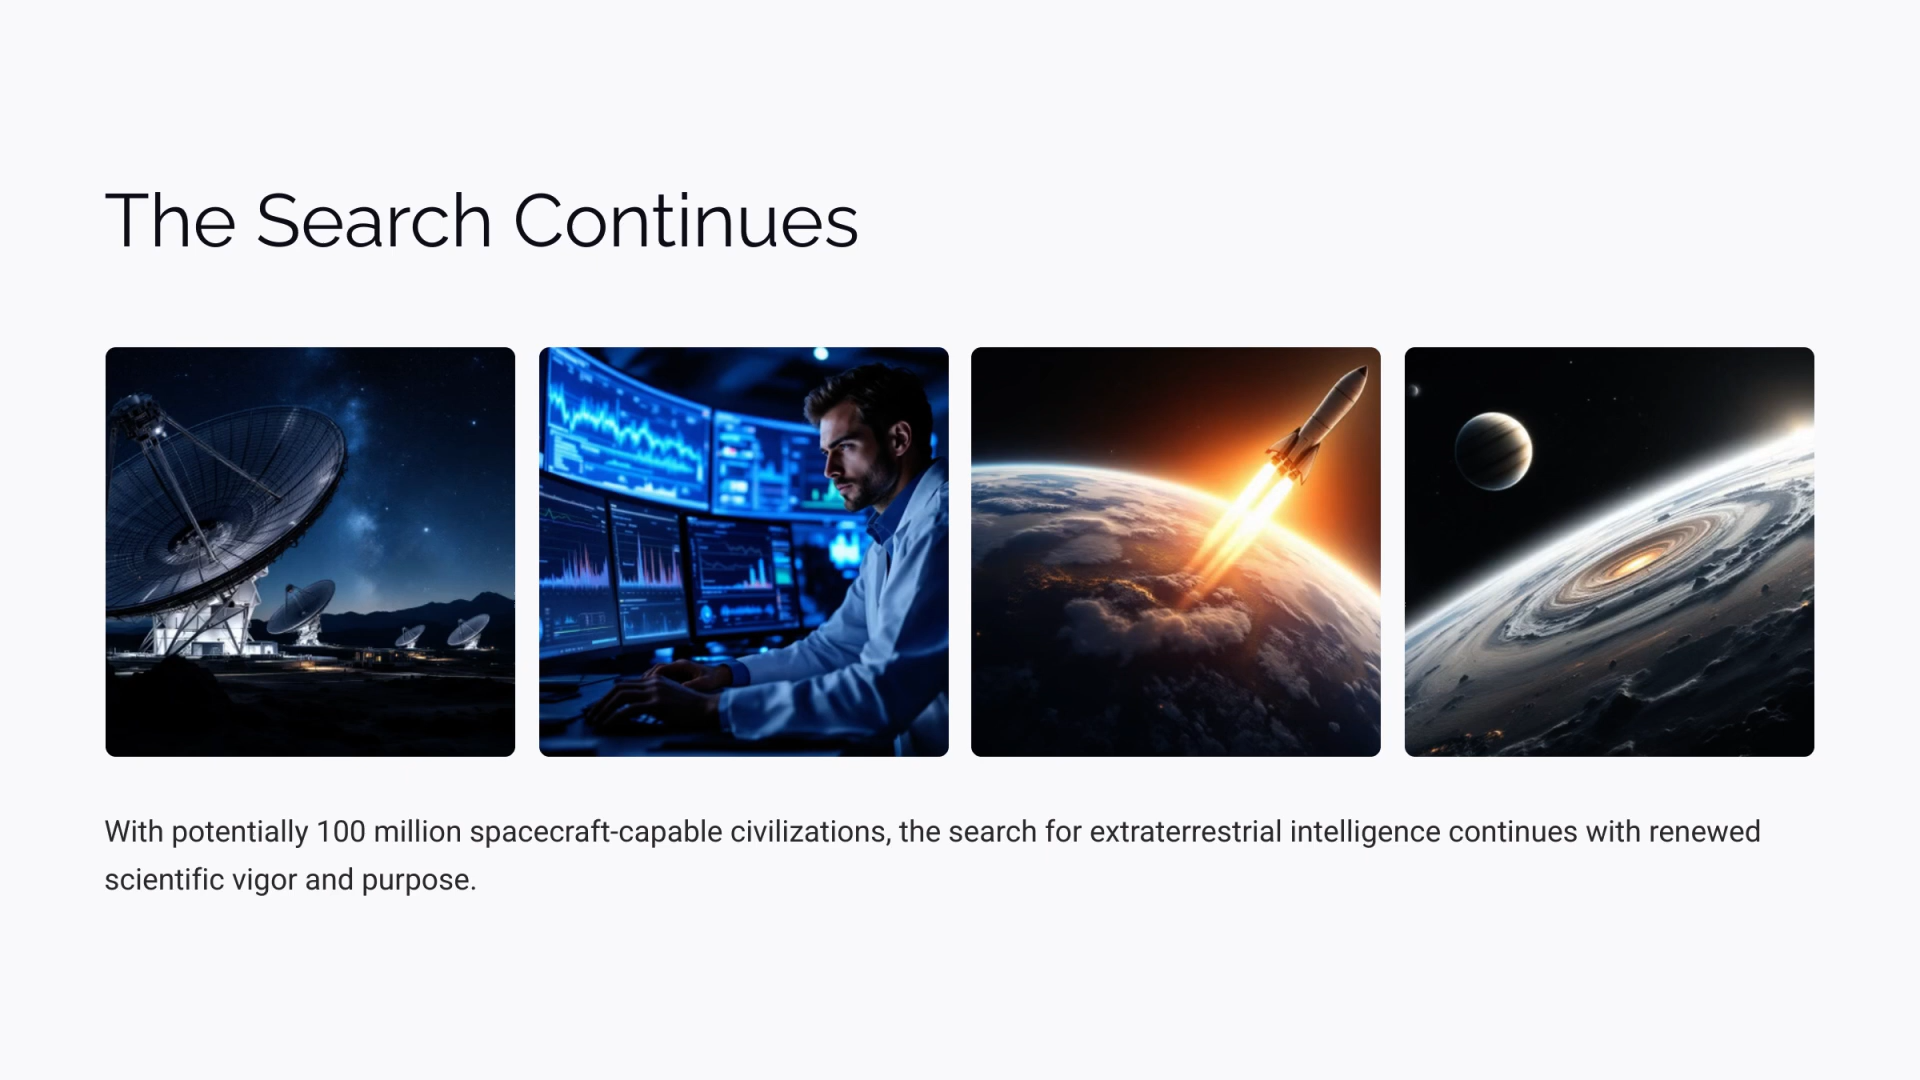 The Search Continues
With potentially 100 million spacecraft-capable civilizations, the search for extraterrestrial intelligence continues with renewed
scientific vigor and purpose.